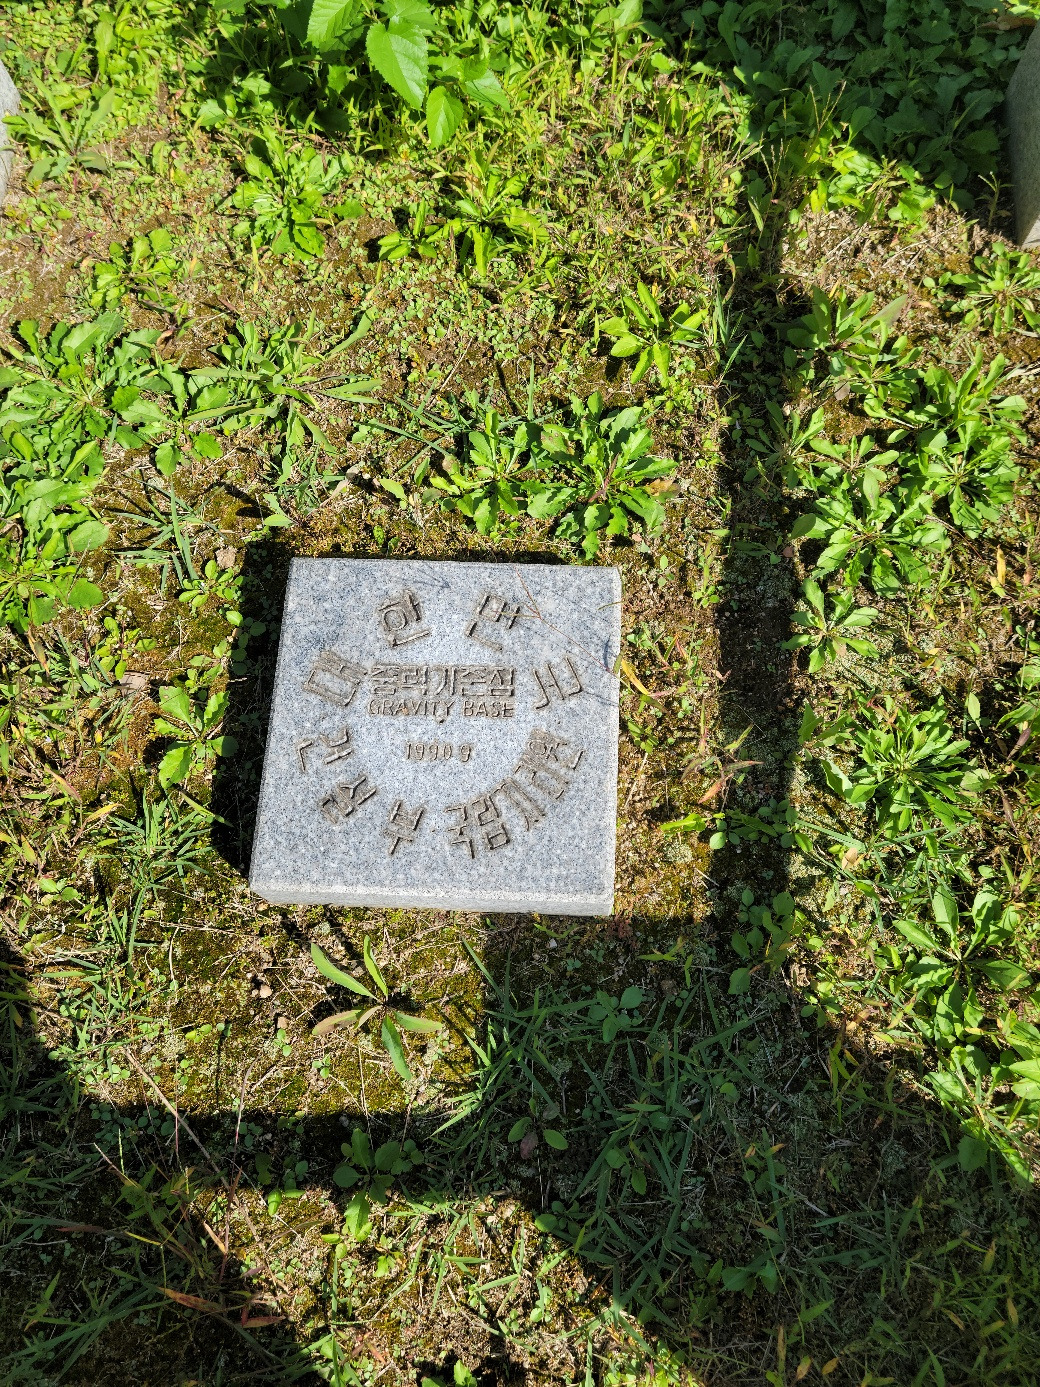 대한민국
중력기준점
GRAVITY BASE
1990 9
건설부 국립지리원